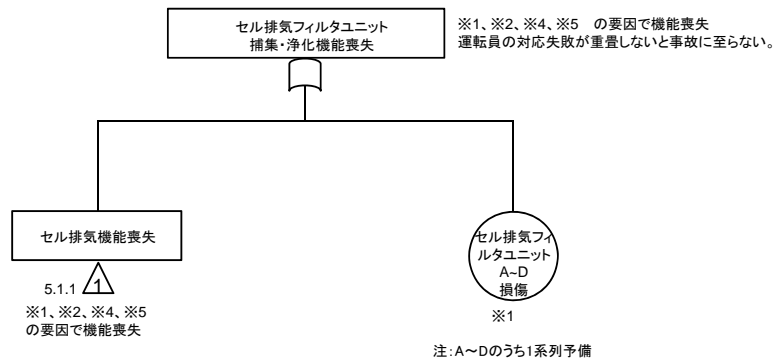 セル排気フィルタユニット
捕集・浄化機能喪失
※1、※2、※4、※5　の要因で機能喪失
運転員の対応失敗が重畳しないと事故に至らない。
セル排気機能喪失
5.1.1
1
※1、※2、※4、※5
の要因で機能喪失
セル排気フィ
ルタユニット
A~D
損傷
※1
注:A～Dのうち1系列予備